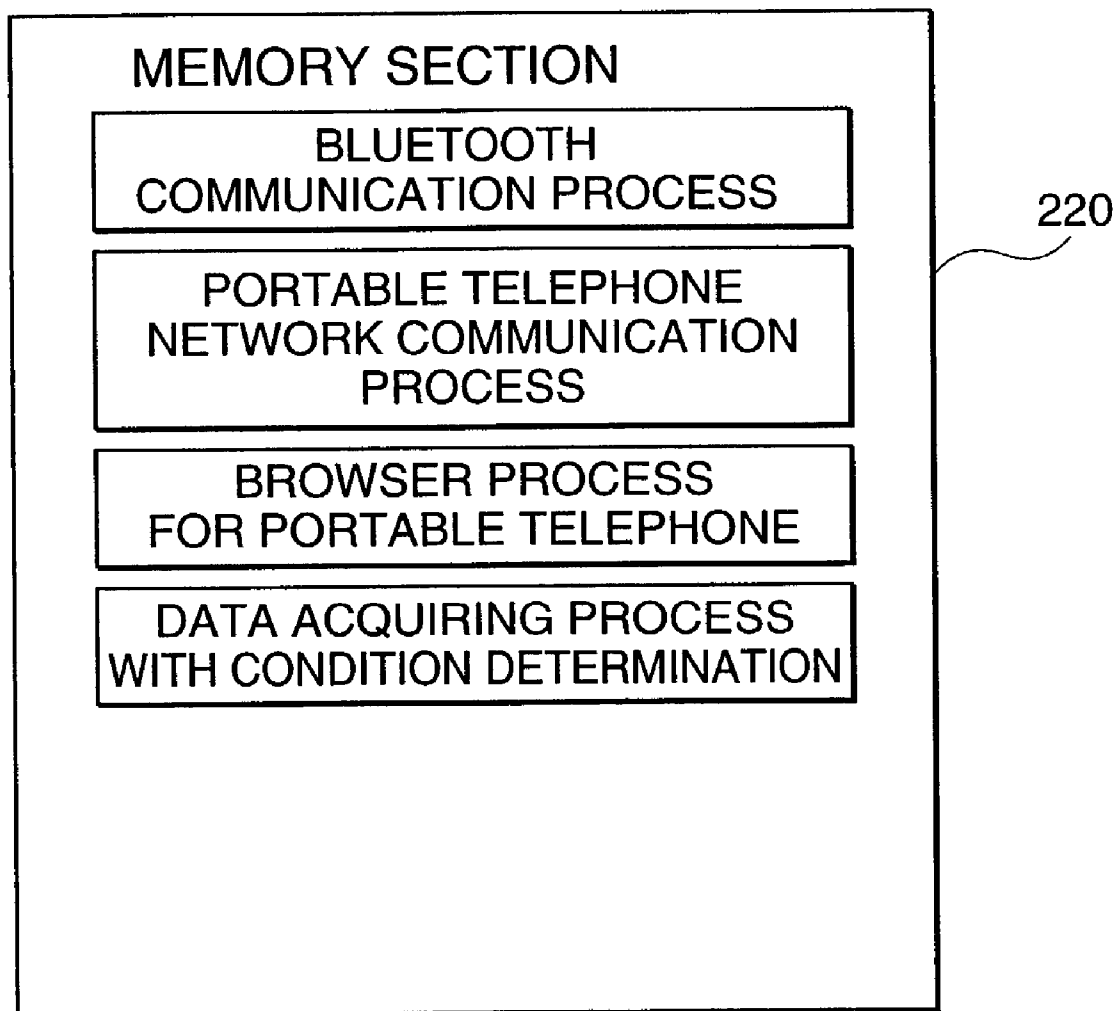 MEMORY SECTION
BLUETOOTH
COMMUNICATION PROCESS
220
PORTABLE TELEPHONE
NETWORK COMMUNICATION
PROCESS
BROWSER PROCESS
FOR PORTABLE TELEPHONE
DATA ACQUIRING PROCESS
WITH CONDITION DETERMINATION